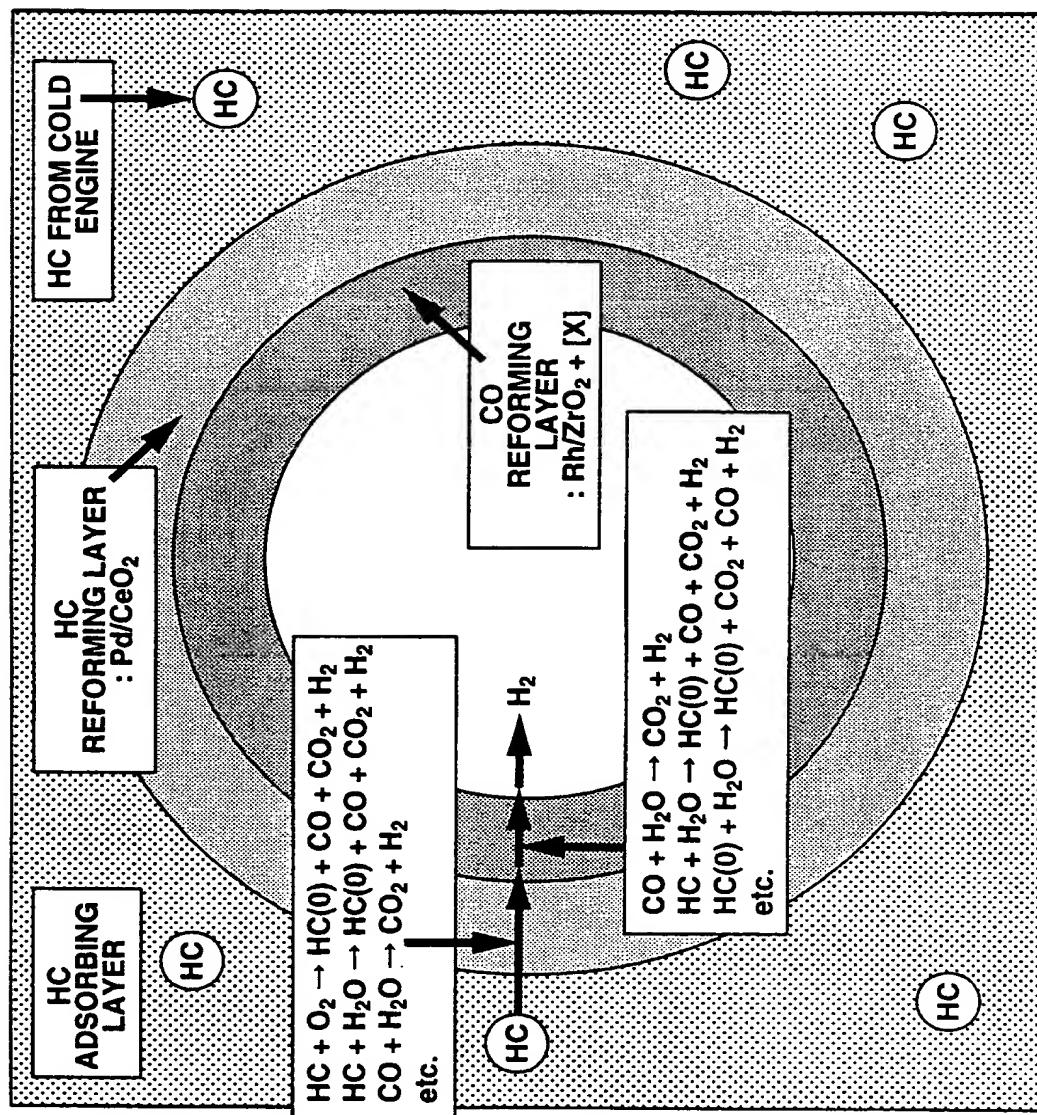 HC
ADSORBING
LAYER
HC
REFORMING LAYER
: Pd/CeO₂
HC FROM COLD
ENGINE
HC
HC
HC
HC
HC
HC
HC + O₂ → HC(0) + CO + CO₂ + H₂
HC + H₂O → HC(0) + CO + CO₂ + H₂
CO + H₂O → CO₂ + H₂
etc.
H₂
CO
REFORMING
LAYER
: Rh/ZrO₂ + [X]
CO + H₂O → CO₂ + H₂
HC + H₂O → HC(0) + CO + CO₂ + H₂
HC(0) + H₂O → HC(0) + CO₂ + CO + H₂
etc.